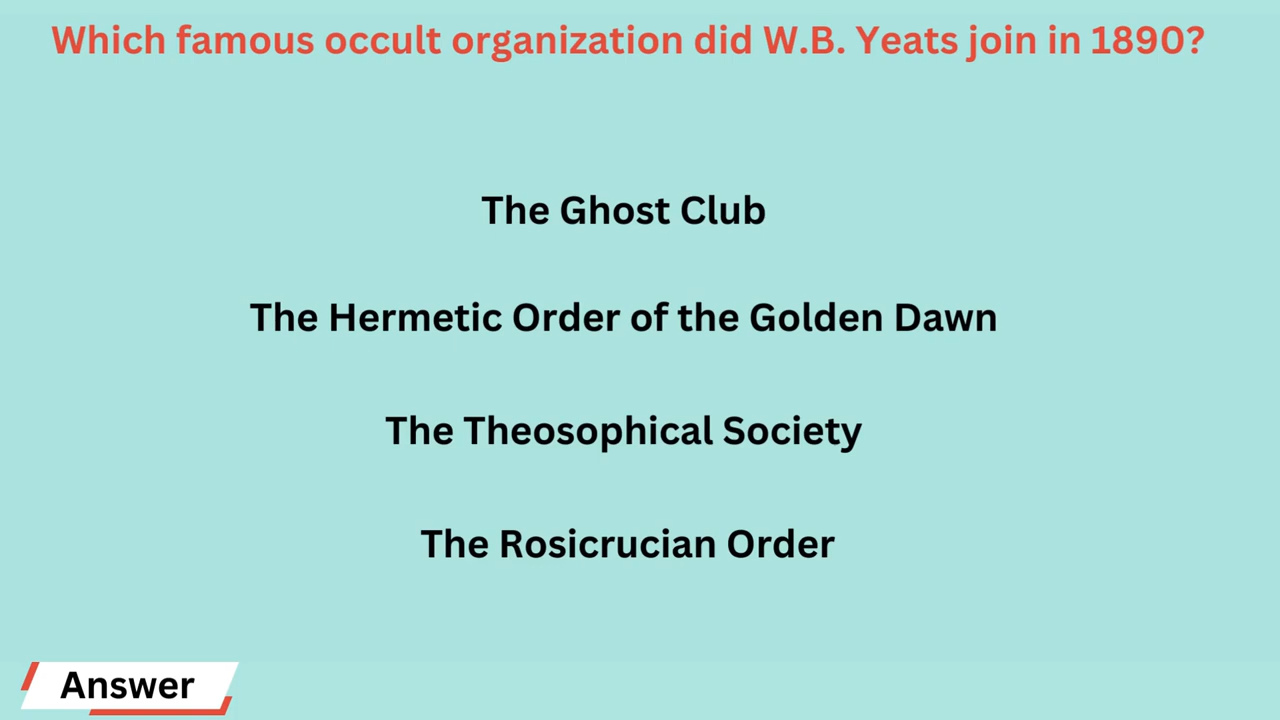 Which famous occult organization did W.B. Yeats join in 1890?
The Ghost Club
The Hermetic Order of the Golden Dawn
The Theosophical Society
The Rosicrucian Order
Answer